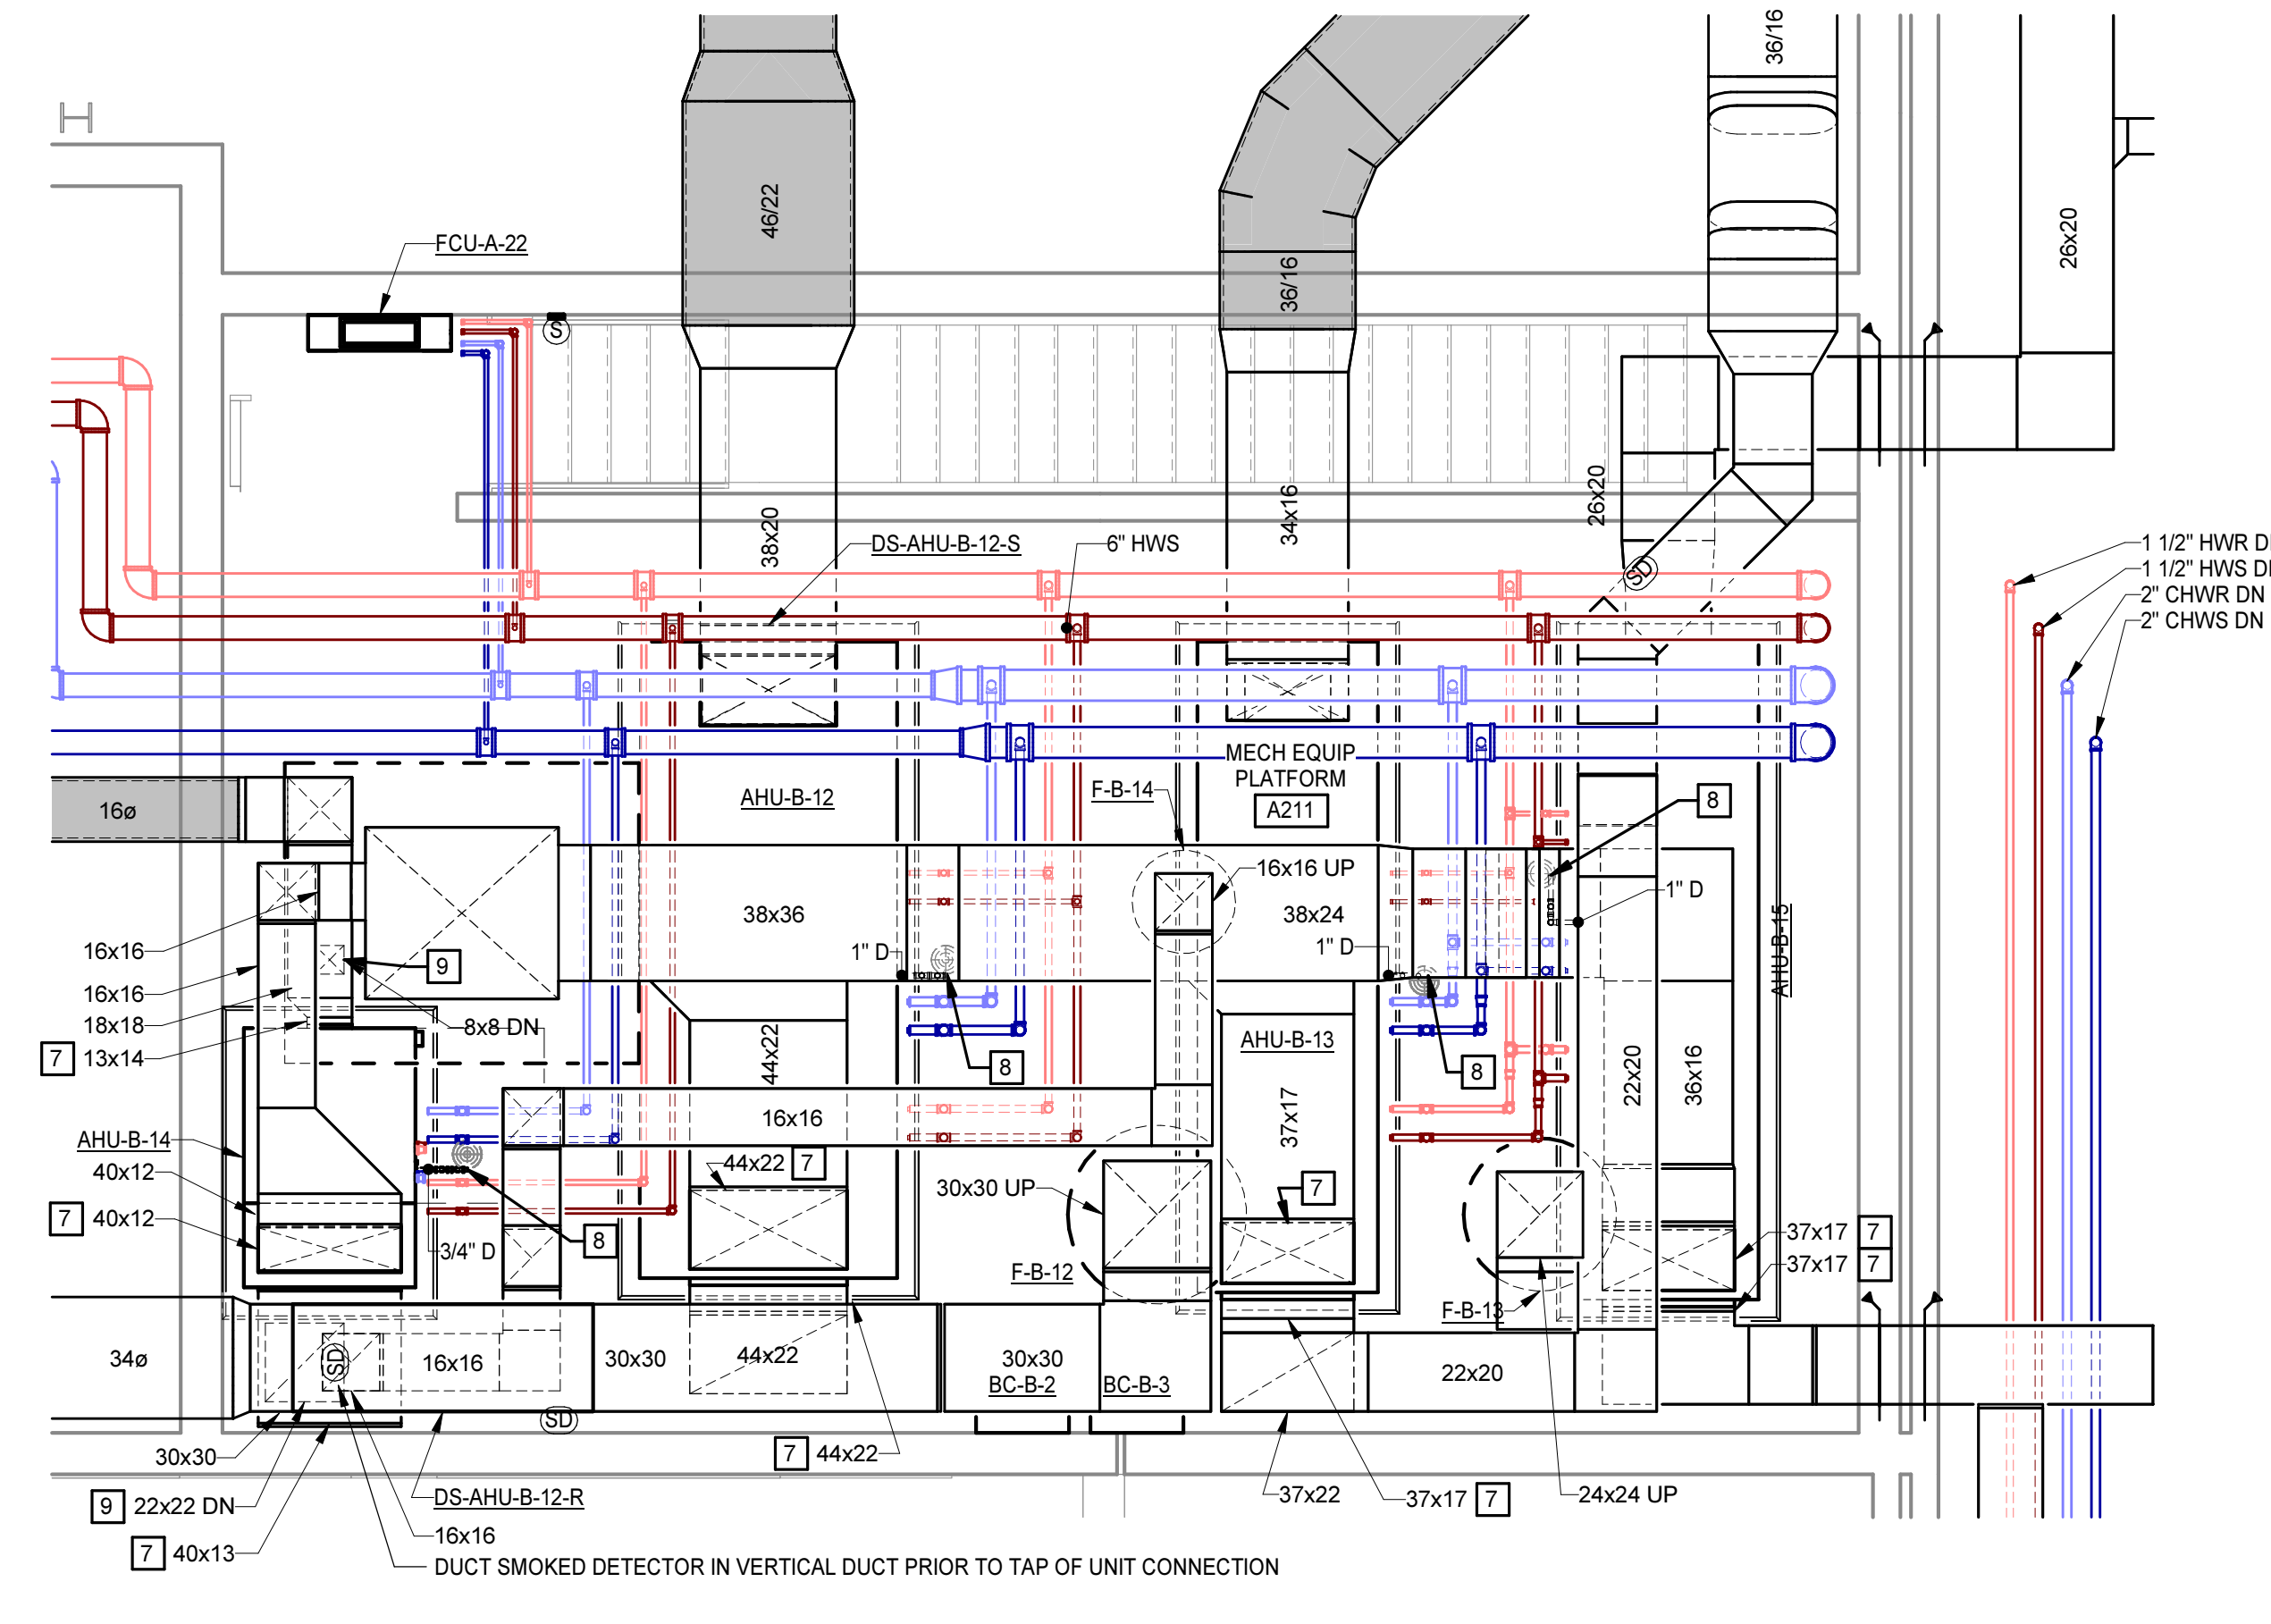 36/16
46/22
26x20
FCU-A-22
36/16
S
26x20
38x20
34x16
DS-AHU-B-12-S
6" HWS
SD
1 1/2" HWR
1 1/2" HWS
2" CHWR DN
2" CHWS DN
MECH EQUIP
PLATFORM
A211
F-B-14
AHU-B-12
16ø
8
16x16 UP
1" D
38x36
38x24
AHU-B-15
16x16
9
1" D
1" D
16x16
18x18
8x8 DN
7 13x14
44x22
AHU-B-13
8
8
22x20
36x16
16x16
37x17
AHU-B-14
40x12
44x22 7
30x30 UP
7
7 40x12
3/4" D
8
37x17 7
37x17 7
F-B-12
F-B-13
34ø
SD
16x16
30x30
44x22
30x30
BC-B-2
BC-B-3
22x20
SD
30x30
7 44x22
9 22x22 DN
DS-AHU-B-12-R
37x22
37x17 7
24x24 UP
16x16
7 40x13
DUCT SMOKED DETECTOR IN VERTICAL DUCT PRIOR TO TAP OF UNIT CONNECTION